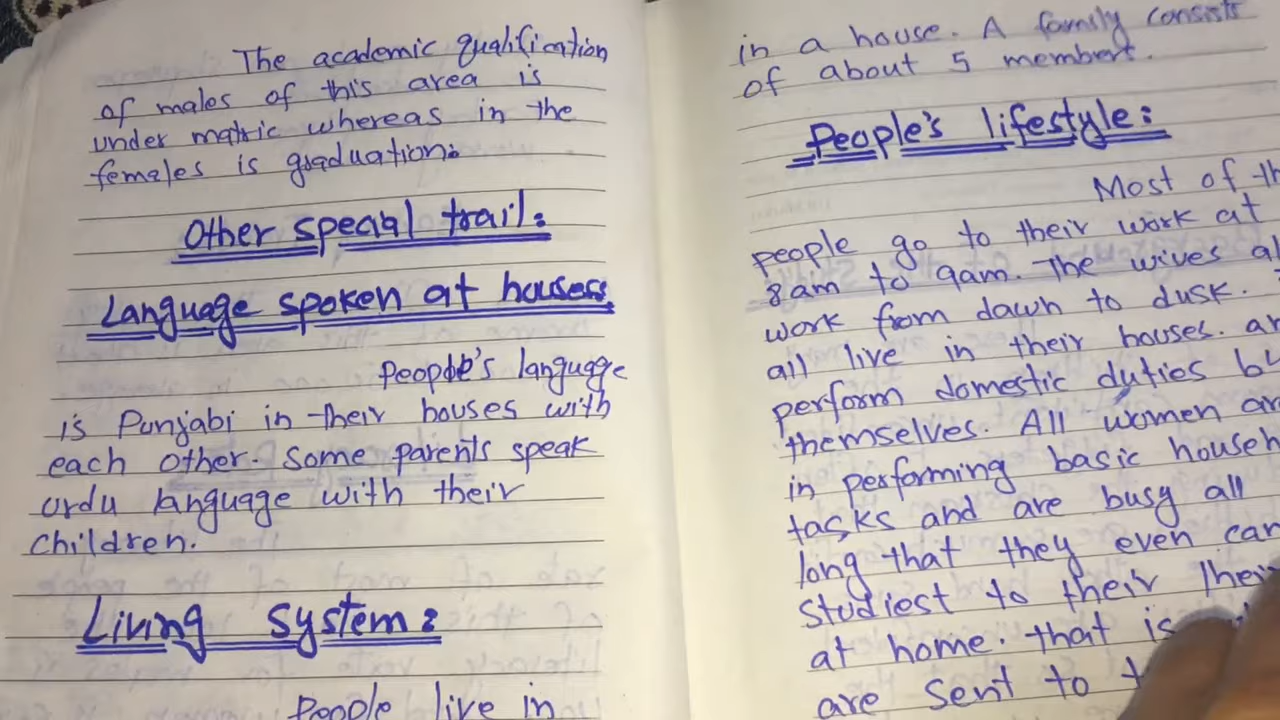 The academic qualification
of males of this area is
under matric whereas in the
females is graduation.
Other special trail:
Language spoken at houses:
People's language
is Punjabi in their houses with
each other. Some parents speak
urdu language with their
children.
Living system:
People live in
in a house. A family consists
of about 5 members.
People's lifestyle:
Most of th
people go to their work at
8am to 9am. The wives al
work from dawn to dusk.
all live in their houses. an
perform domestic duties by
themselves. All women are
in performing basic househ
tasks and are busy all
long that they even can
studiest to their their
at home. that is
are sent to t